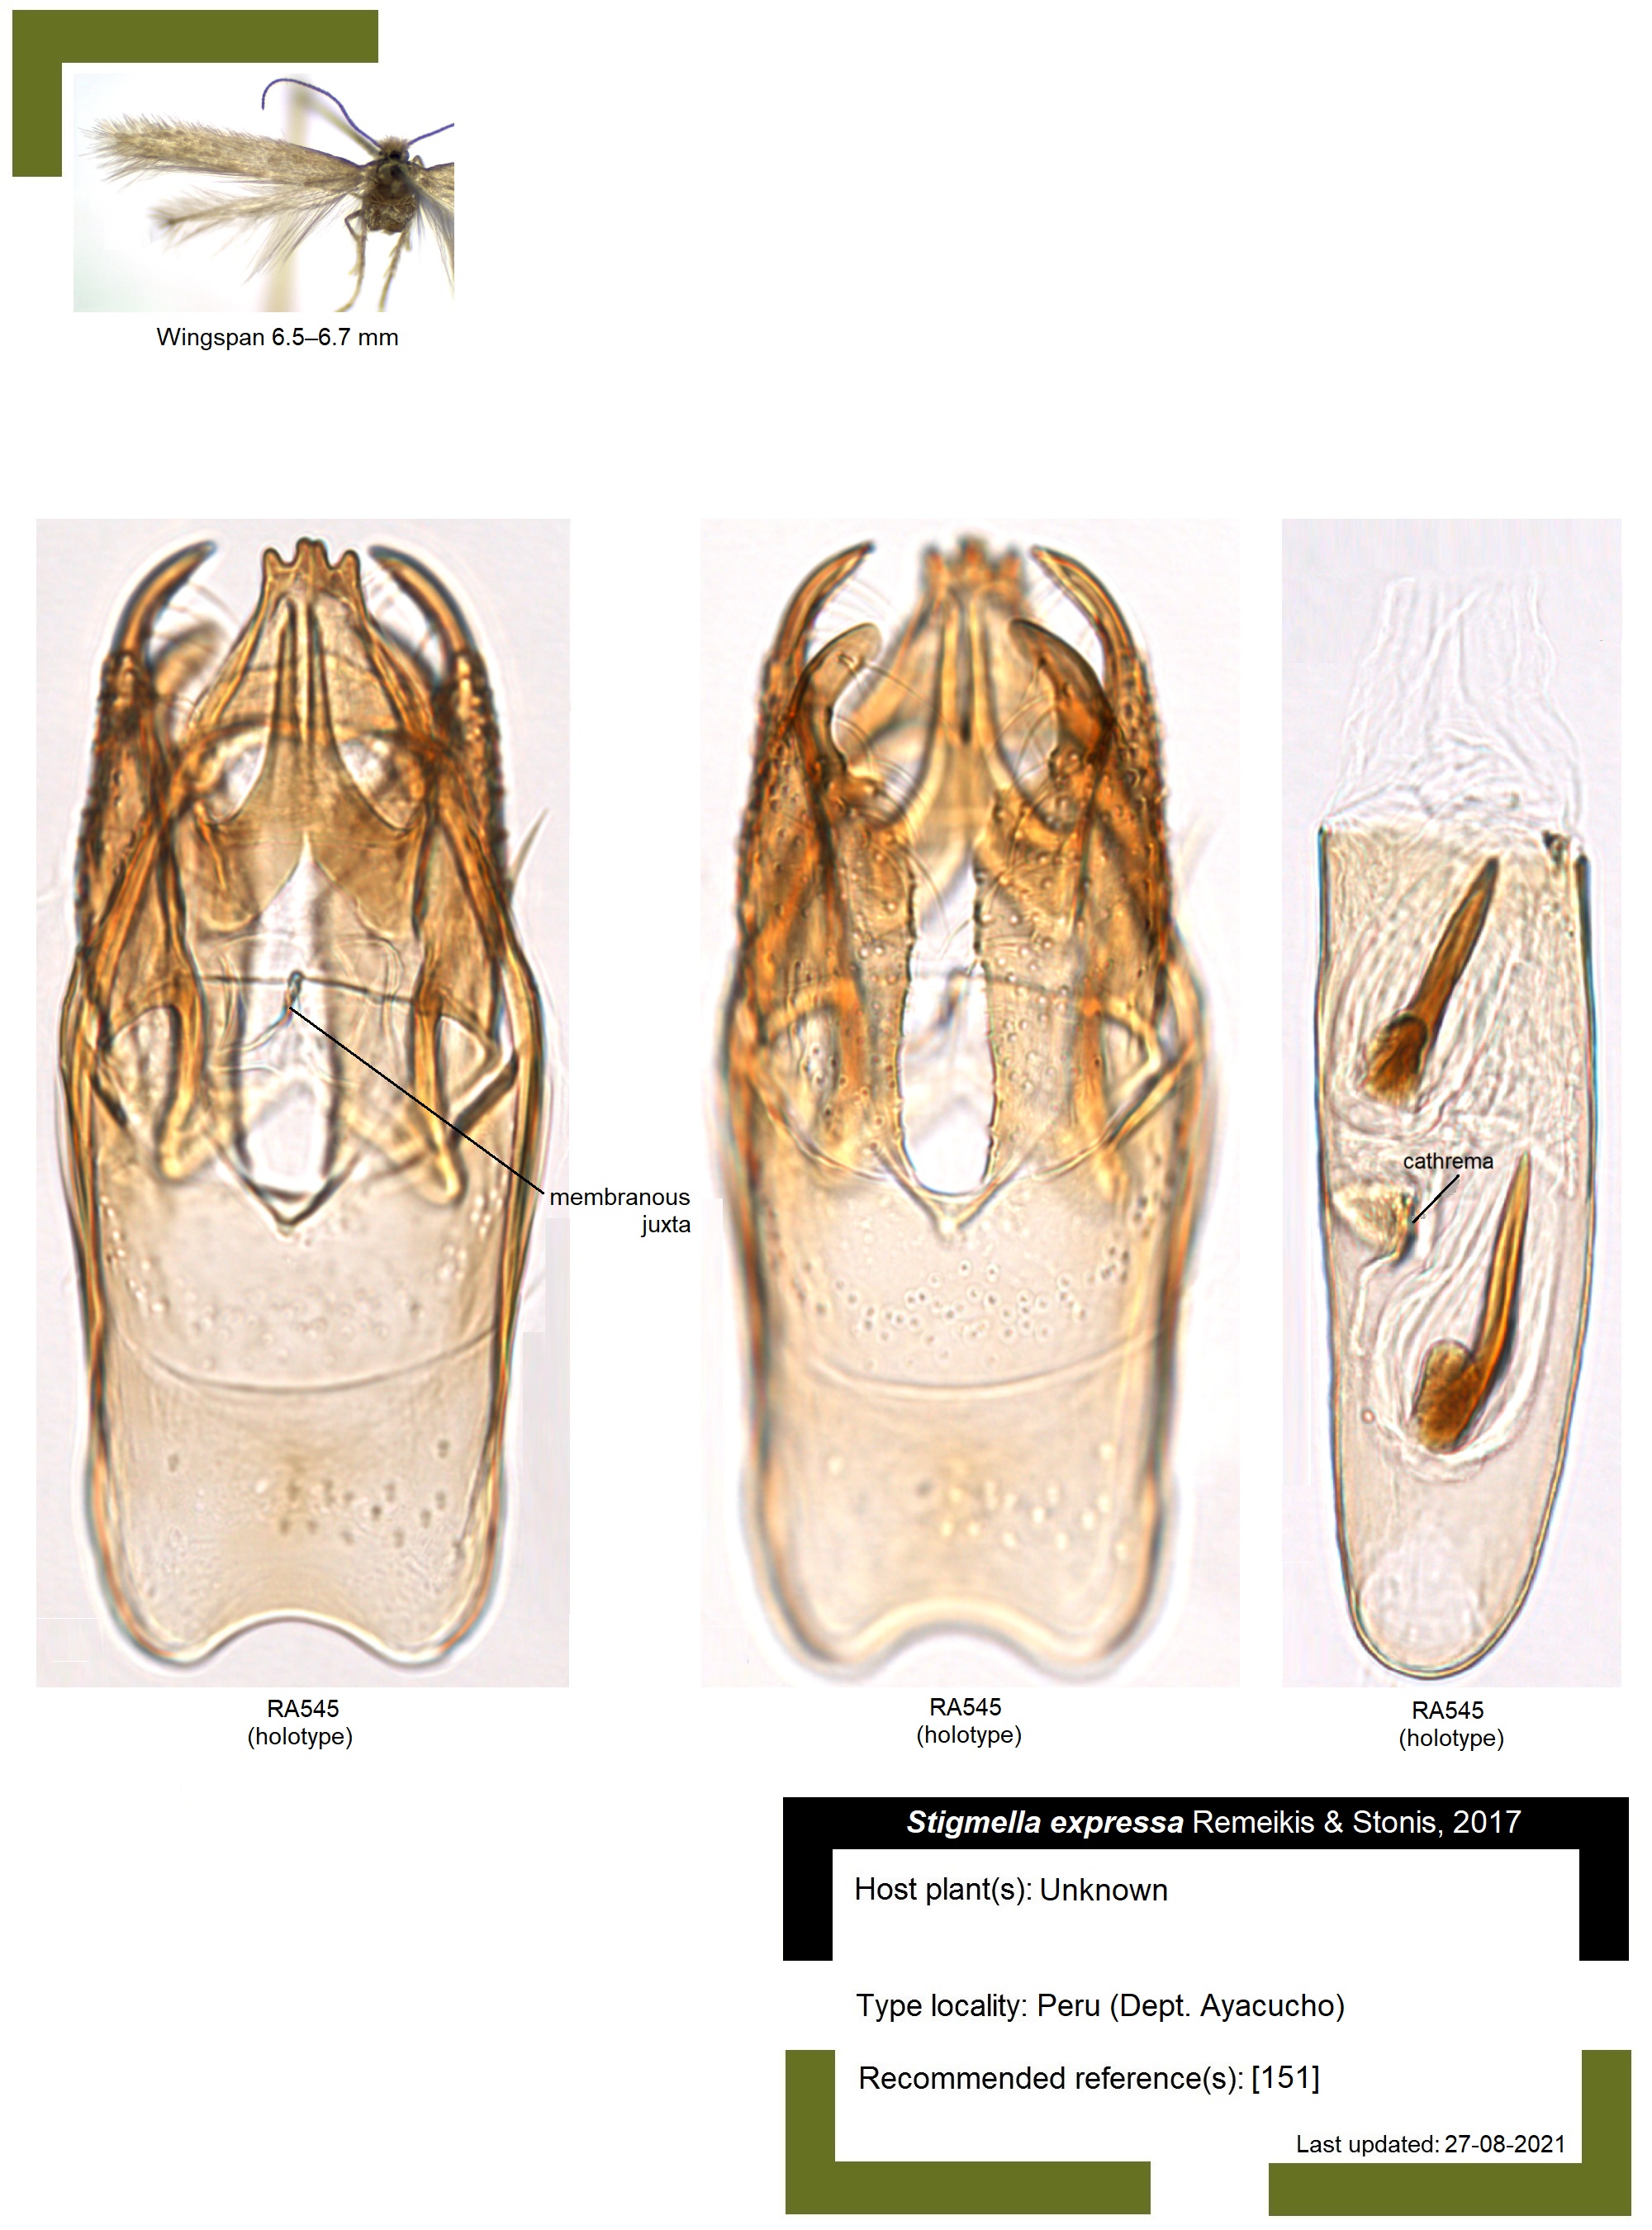 Wingspan 6.5–6.7 mm
cathrema
membranous
juxta
RA545
(holotype)
RA545
(holotype)
RA545
(holotype)
Stigmella expressa Remeikis & Stonis, 2017
Host plant(s): Unknown
Type locality: Peru (Dept. Ayacucho)
Recommended reference(s): [151]
Last updated: 27-08-2021